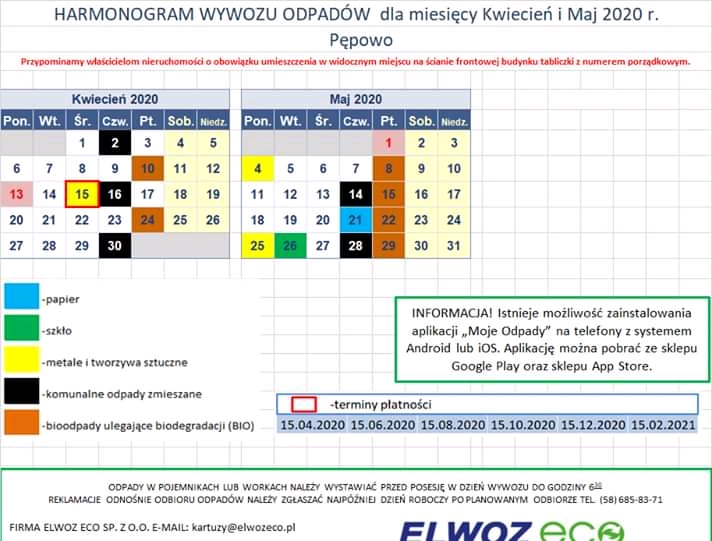 HARMONOGRAM WYWOZU ODPADÓW dla miesięcy Kwiecień i Maj 2020 r.
Pępowo
Przypominamy właścicielom nieruchomości o obowiązku umieszczenia w widocznym miejscu na ścianie frontowej budynku tabliczki z numerem porządkowym.
Kwiecień 2020
Pon. Wt. Śr. Czw. Pt. Sob. Niedz.
1 2 3 4 5
6 7 8 9 10 11 12
13 14 15 16 17 18 19
20 21 22 23 24 25 26
27 28 29 30
Maj 2020
Pon. Wt. Śr. Czw. Pt. Sob. Niedz.
1 2 3
4 5 6 7 8 9 10
11 12 13 14 15 16 17
18 19 20 21 22 23 24
25 26 27 28 29 30 31
-papier
-szkło
-metale i tworzywa sztuczne
-komunalne odpady zmieszane
-bioodpady ulegające biodegradacji (BIO)
INFORMACJA! Istnieje możliwość zainstalowania
aplikacji „Moje Odpady” na telefony z systemem
Android lub iOS. Aplikację można pobrać ze sklepu
Google Play oraz sklepu App Store.
-terminy płatności
15.04.2020 15.06.2020 15.08.2020 15.10.2020 15.12.2020 15.02.2021
ODPADY W POJEMNIKACH LUB WORKACH NALEŻY WYSTAWIAĆ PRZED POSESJĘ W DZIEŃ WYWOZU DO GODZINY 6³⁰
REKLAMACJE ODNOŚNIE ODBIORU ODPADÓW NALEŻY ZGŁASZAĆ NAJPÓŹNIEJ DZIEŃ ROBOCZY PO PLANOWANYM ODBIORZE TEL. (58) 685-83-71
FIRMA ELWOZ ECO SP. Z O.O. E-MAIL: kartuzy@elwozeco.pl
ELWOZ eco